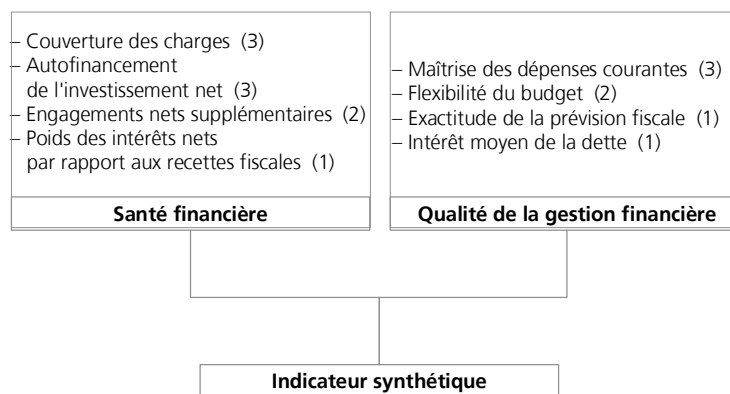 – Couverture des charges (3)
– Autofinancement
de l'investissement net (3)
– Engagements nets supplémentaires (2)
– Poids des intérêts nets
par rapport aux recettes fiscales (1)
Santé financière
– Maîtrise des dépenses courantes (3)
– Flexibilité du budget (2)
– Exactitude de la prévision fiscale (1)
– Intérêt moyen de la dette (1)
Qualité de la gestion financière
Indicateur synthétique